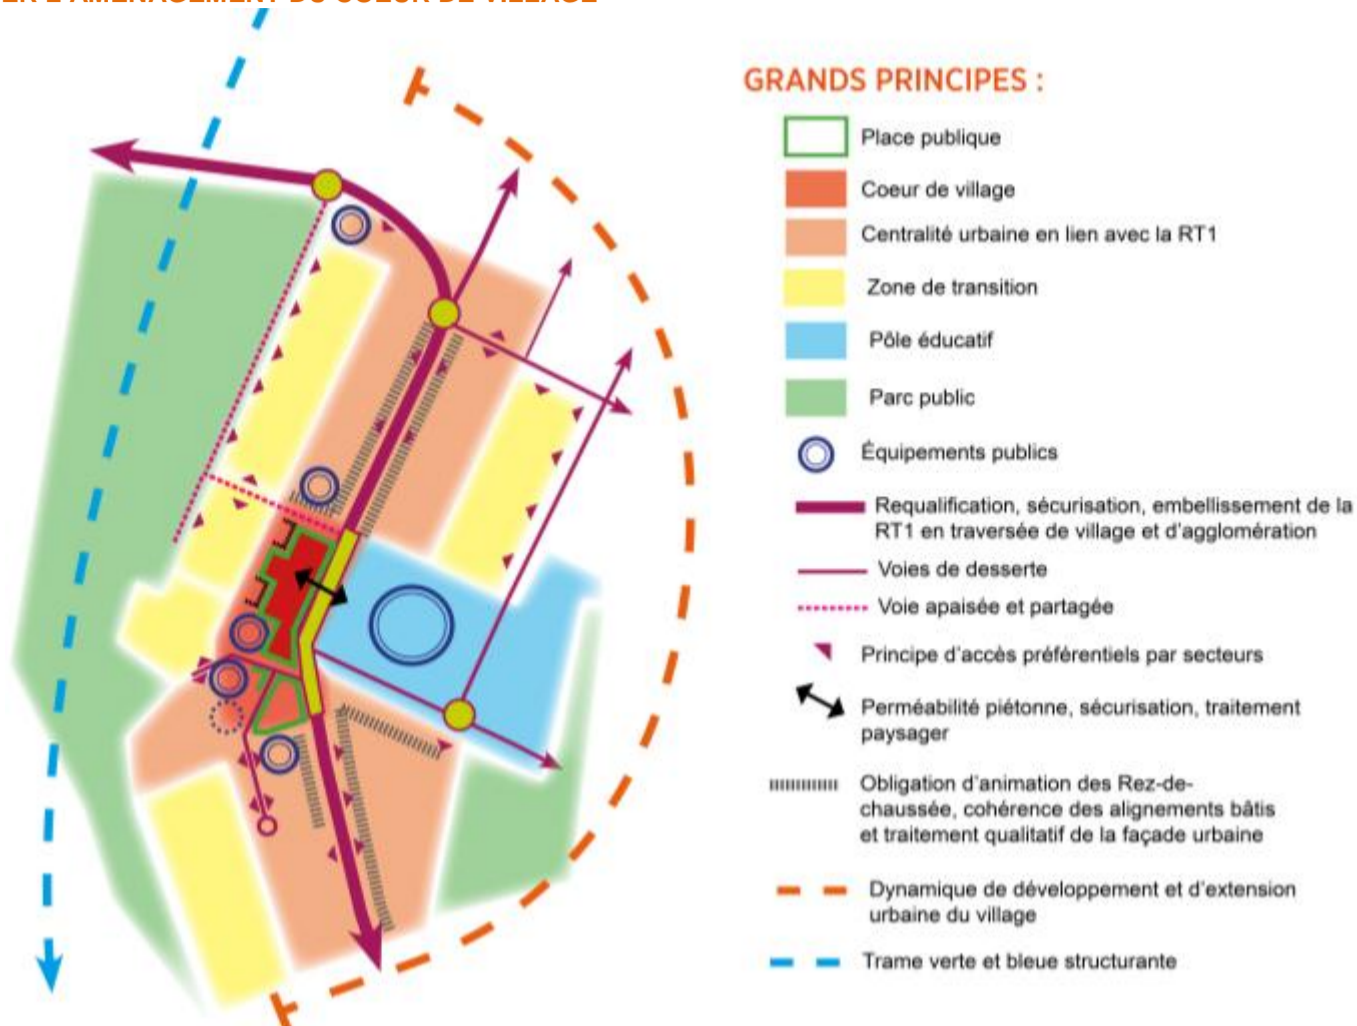 GRANDS PRINCIPES :
Place publique
Coeur de village
Centralité urbaine en lien avec la RT1
Zone de transition
Pôle éducatif
Parc public
Équipements publics
Requalification, sécurisation, embellissement de la
RT1 en traversée de village et d'agglomération
Voies de desserte
Voie apaisée et partagée
Principe d'accès préférentiels par secteurs
Perméabilité piétonne, sécurisation, traitement
paysager
Obligation d'animation des Rez-de-
chaussée, cohérence des alignements bâtis
et traitement qualitatif de la façade urbaine
Dynamique de développement et d'extension
urbaine du village
Trame verte et bleue structurante